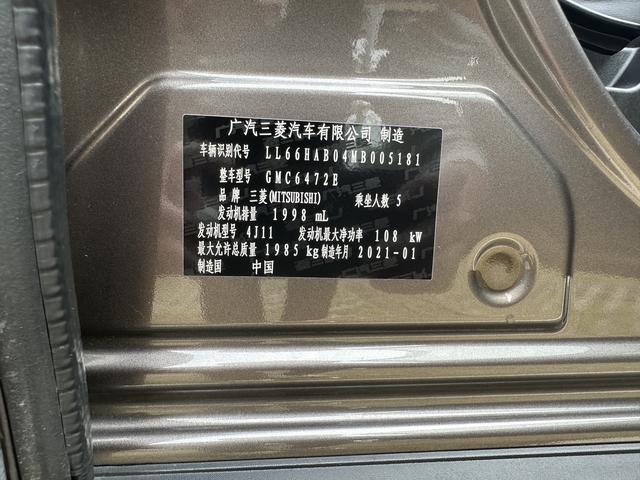 广汽三菱汽车有限公司 制造
车辆识别代号 LL66HAB04MB005181
整车型号 GMC6472E
品 牌 三菱(MITSUBISHI) 乘坐人数 5
发动机排量 1998 mL
发动机型号 4J11 发动机最大净功率 108 kW
最大允许总质量 1985 kg 制造年月 2021-01
制造国 中国